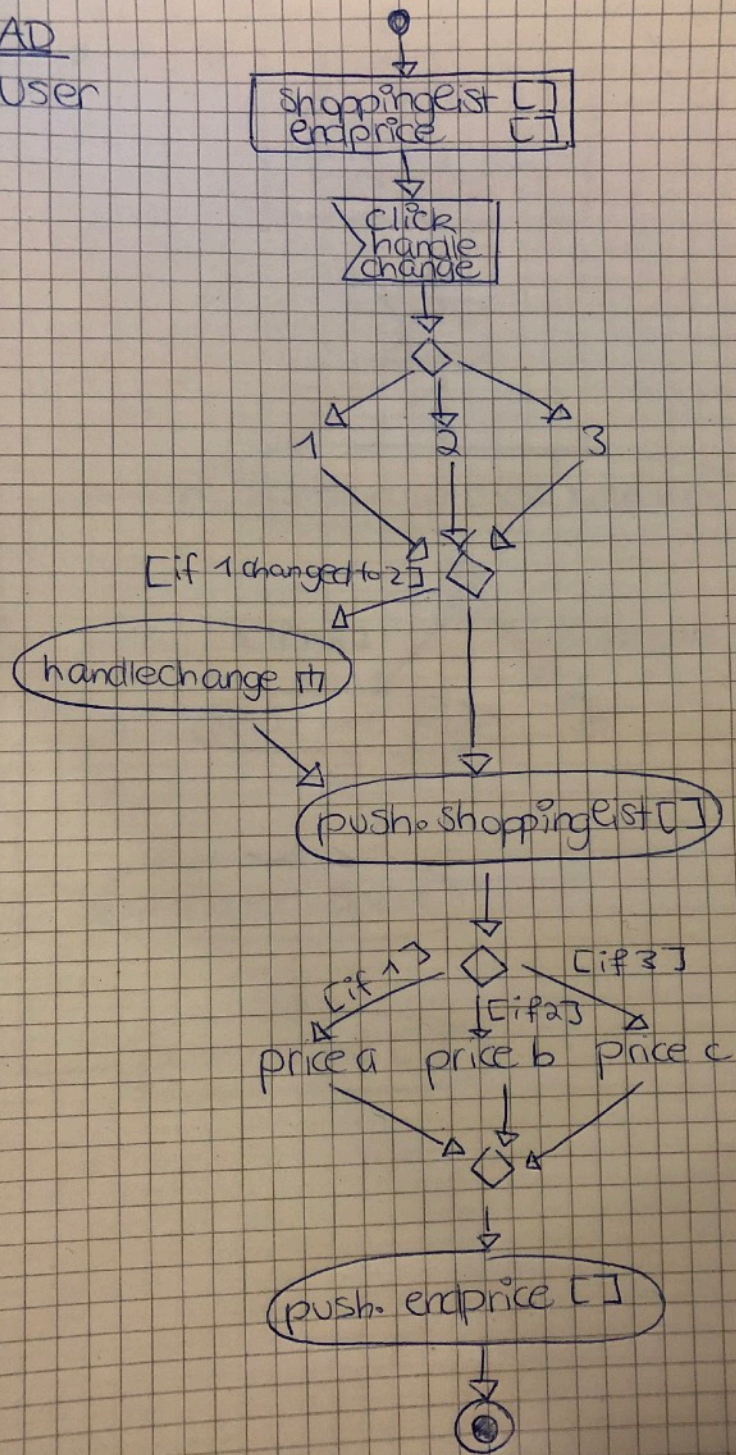 AD
User
shoppinglist []
endprice []
click
handle
change
1
2
3
[if 1 changed to 2]
handlechange
push.shoppinglist []
[if 1]
[if 2]
[if 3]
price a
price b
price c
push. endprice []